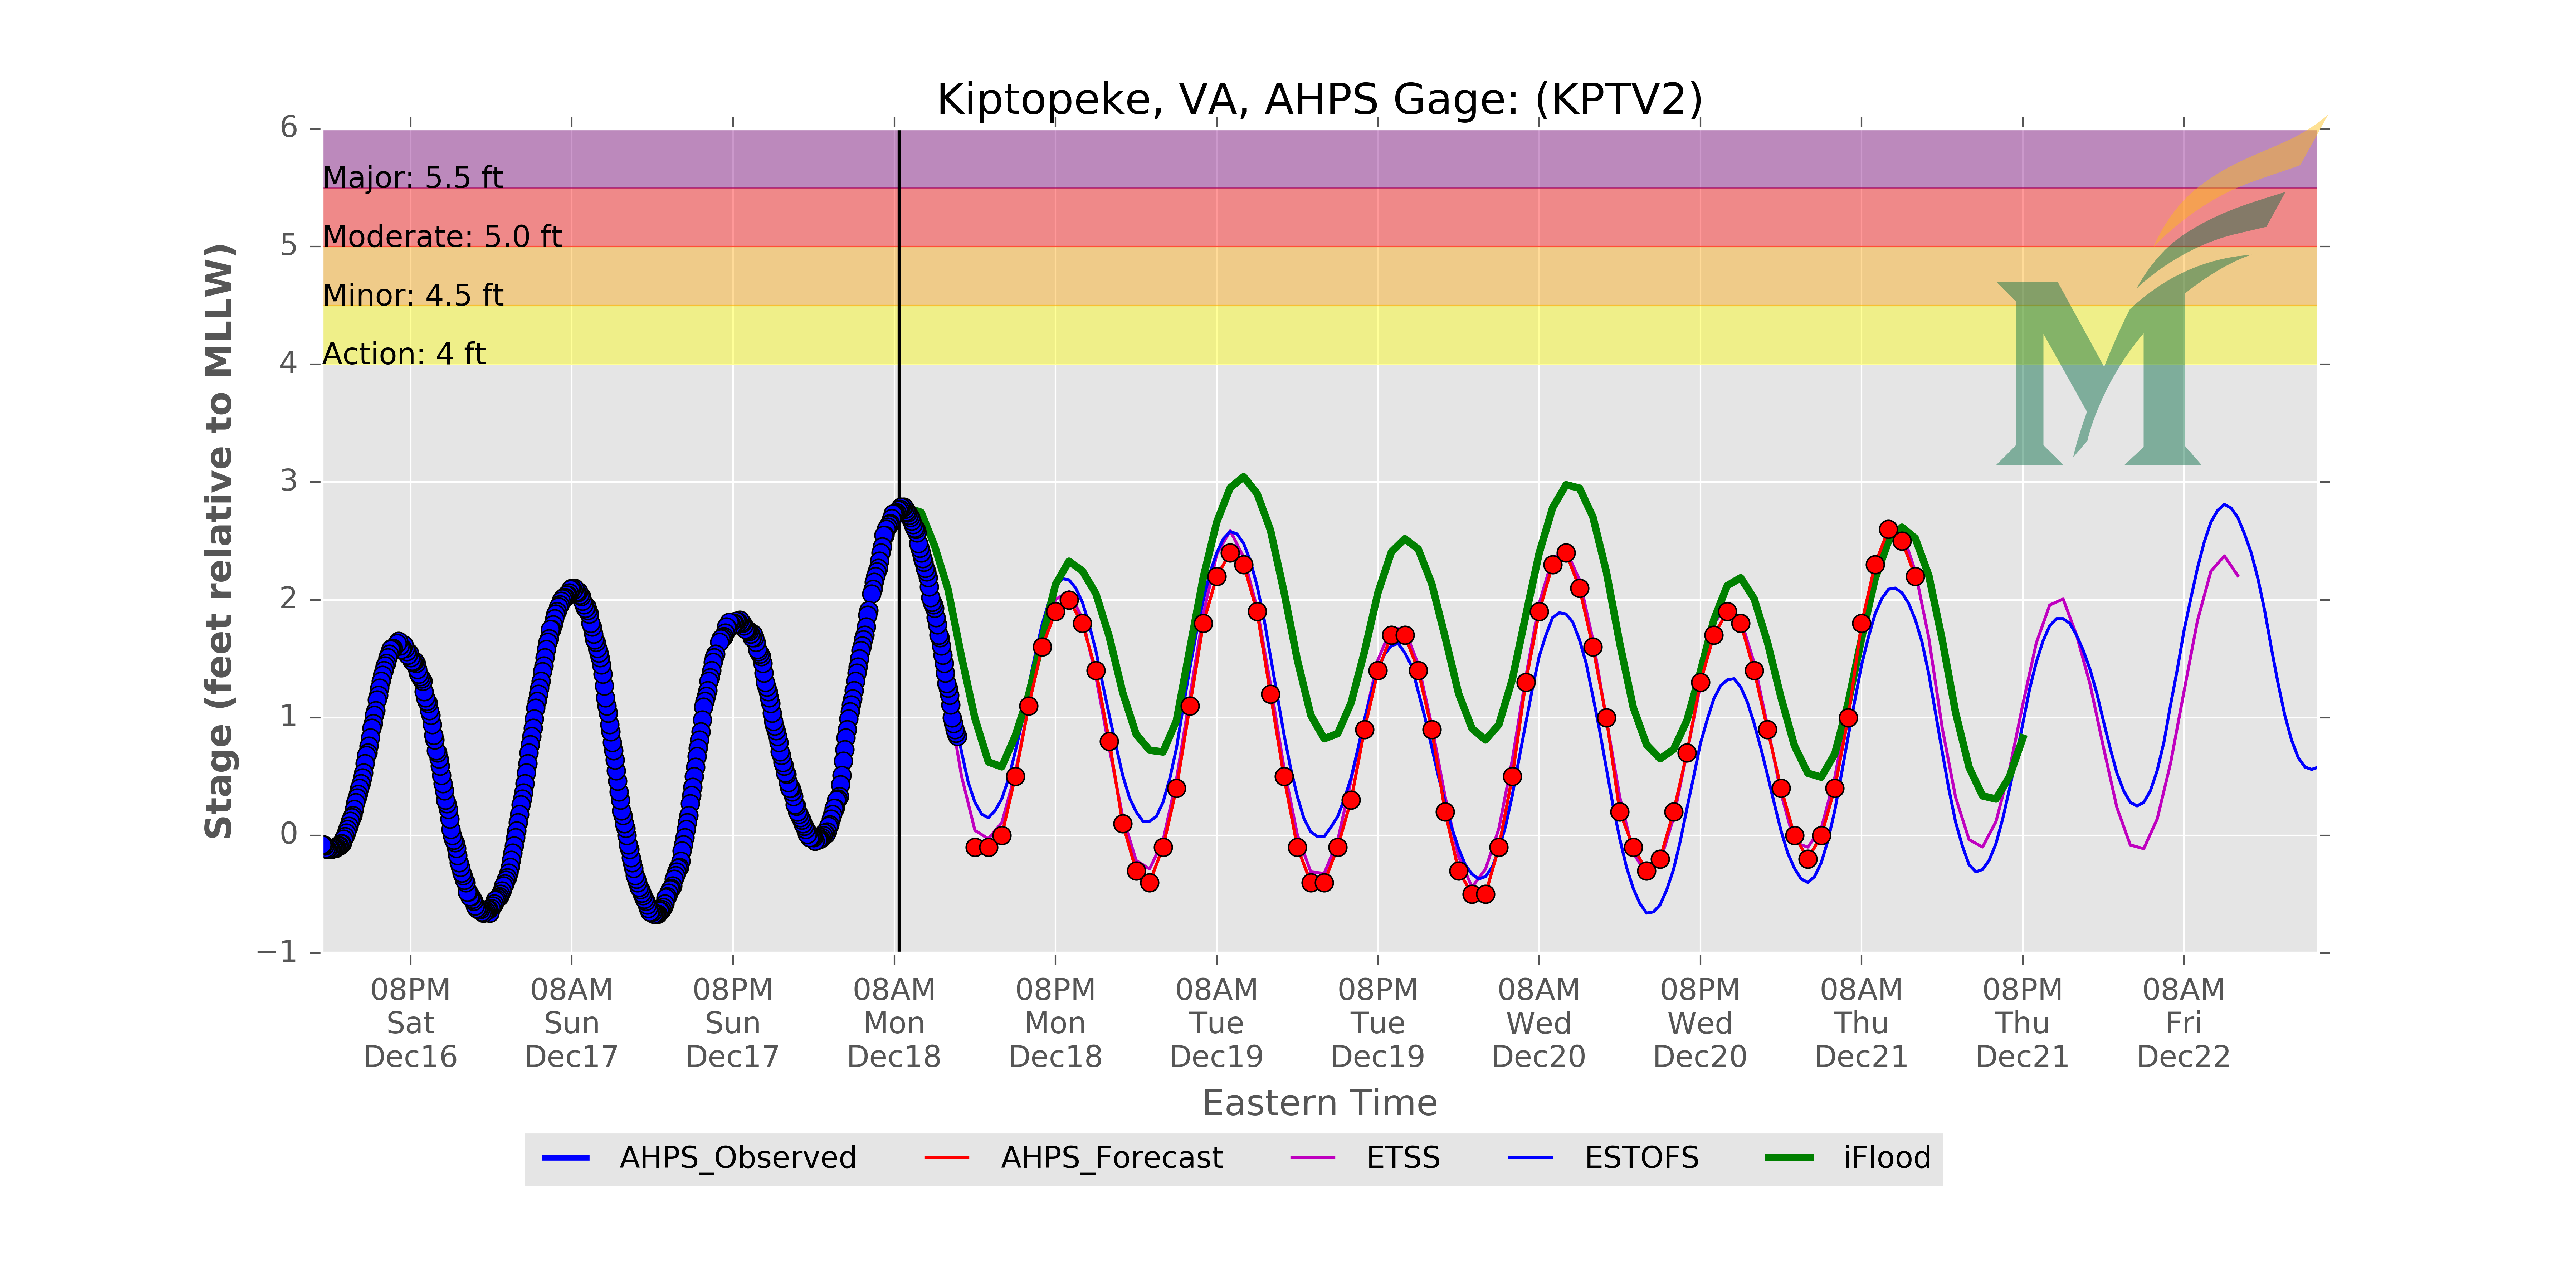 Kiptopeke, VA, AHPS Gage: (KPTV2)
6
5
4
3
2
1
0
−1
Stage (feet relative to MLLW)
Major: 5.5 ft
Moderate: 5.0 ft
Minor: 4.5 ft
Action: 4 ft
M
08PM 08AM 08PM 08AM 08PM 08AM 08PM 08AM 08PM 08AM 08PM 08AM
Sat Sun Sun Mon Mon Tue Tue Wed Wed Thu Thu Fri
Dec16 Dec17 Dec17 Dec18 Dec18 Dec19 Dec19 Dec20 Dec20 Dec21 Dec21 Dec22
Eastern Time
AHPS_Observed AHPS_Forecast ETSS ESTOFS iFlood